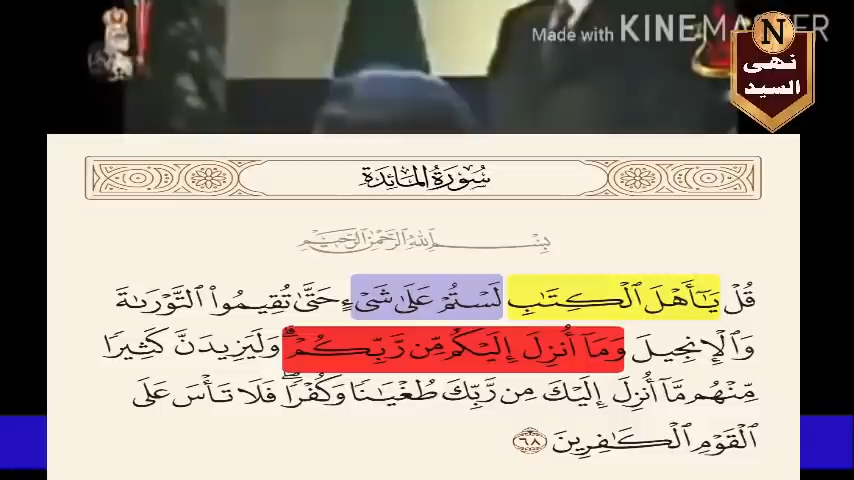 Made with KINEMASTER
N
نهى
السيد
سُورَةُ المَائِدَة
بِسْمِ اللَّهِ الرَّحْمَٰنِ الرَّحِيمِ
قُلْ يَـٰٓأَهْلَ ٱلْكِتَـٰبِ لَسْتُمْ عَلَىٰ شَىْءٍ حَتَّىٰ تُقِيمُوا۟ ٱلتَّوْرَىٰةَ
وَٱلْإِنجِيلَ وَمَآ أُنزِلَ إِلَيْكُم مِّن رَّبِّكُمْ ۗ وَلَيَزِيدَنَّ كَثِيرًا
مِّنْهُم مَّآ أُنزِلَ إِلَيْكَ مِن رَّبِّكَ طُغْيَـٰنًا وَكُفْرًا ۖ فَلَا تَأْسَ عَلَى
ٱلْقَوْمِ ٱلْكَـٰفِرِينَ ٦٨